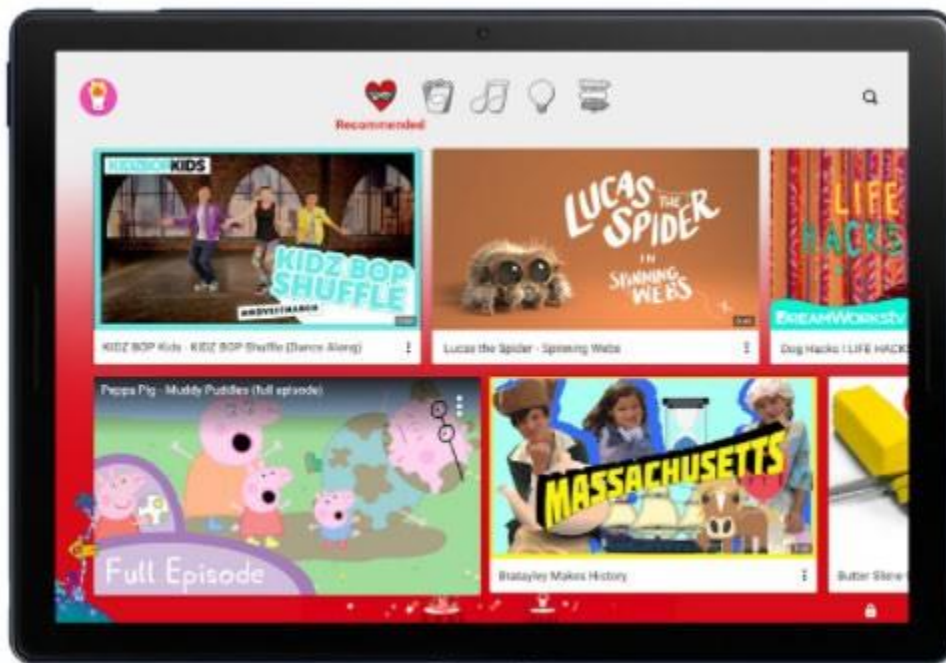 Recommended
KIDZ BOP KIDS
KIDZ BOP
SHUFFLE
KIDZ BOP Kids - KIDZ BOP Shuffle (Dance Along)
LUCAS
THE
SPIDER
IN
SPINNING
WEBS
Lucas the Spider - Spinning Webs
LIFE
HACKS
DREAMWORKStv
Dog Hacks | LIFE HACKS
Peppa Pig - Muddy Puddles (full episode)
Full Episode
MASSACHUSETTS
Bratayley Makes History
Butter Slime